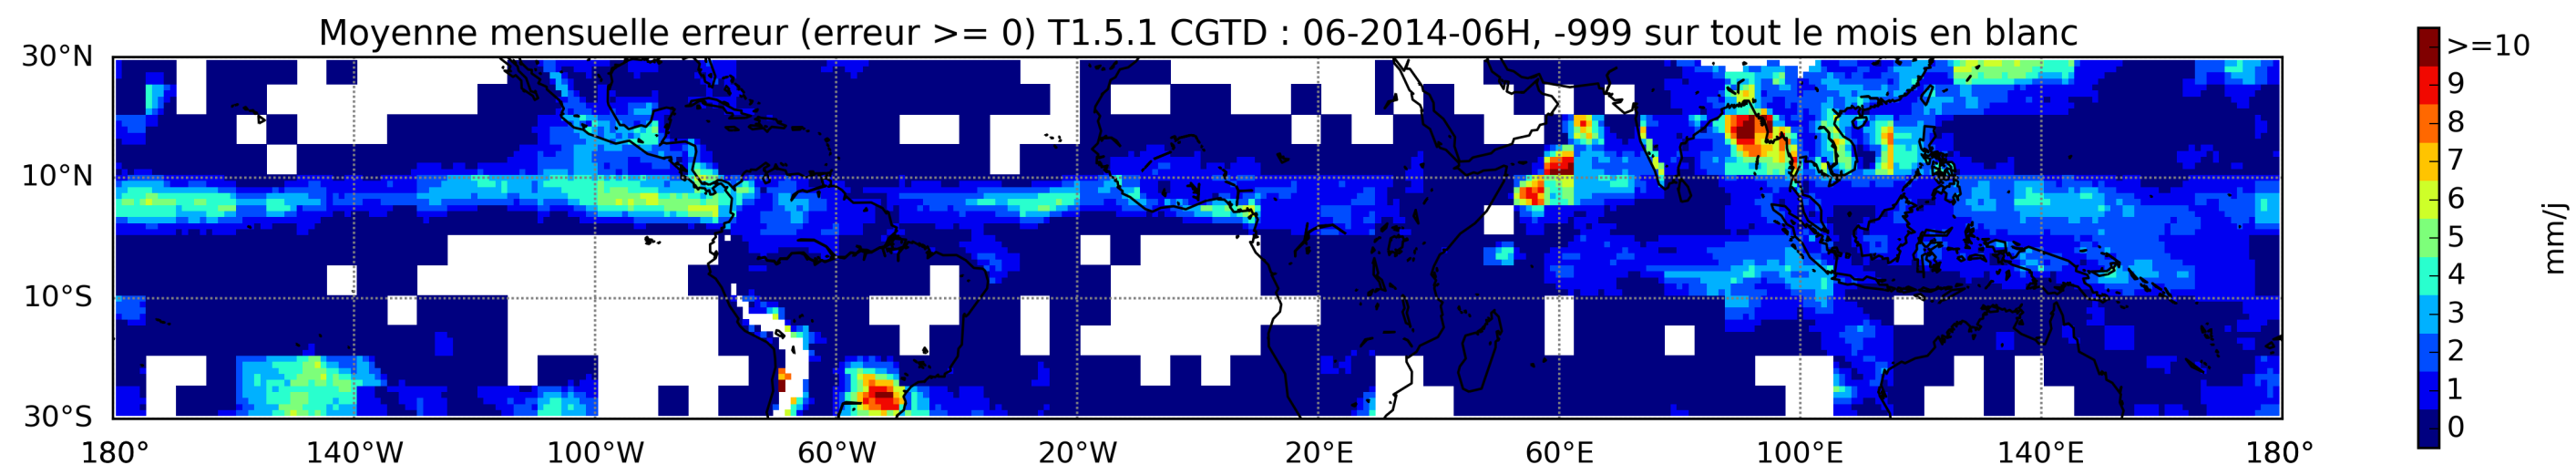 Moyenne mensuelle erreur (erreur >= 0) T1.5.1 CGTD : 06-2014-06H, -999 sur tout le mois en blanc
30°N
10°N
10°S
30°S
180° 140°W 100°W 60°W 20°W 20°E 60°E 100°E 140°E 180°
>=10
9
8
7
6
5
4
3
2
1
0
mm/j